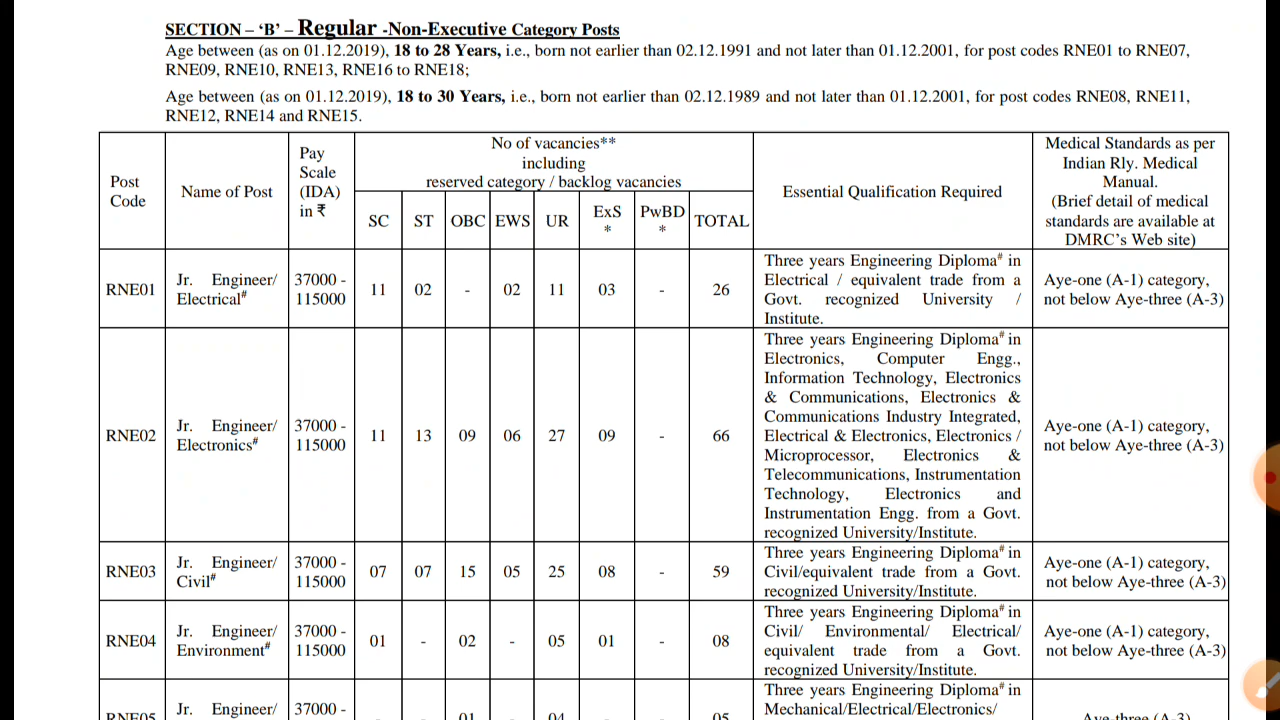 SECTION – ‘B’ – Regular -Non-Executive Category Posts
Age between (as on 01.12.2019), 18 to 28 Years, i.e., born not earlier than 02.12.1991 and not later than 01.12.2001, for post codes RNE01 to RNE07,
RNE09, RNE10, RNE13, RNE16 to RNE18;
Age between (as on 01.12.2019), 18 to 30 Years, i.e., born not earlier than 02.12.1989 and not later than 01.12.2001, for post codes RNE08, RNE11,
RNE12, RNE14 and RNE15.
Post
Code
Name of Post
Pay
Scale
(IDA)
in ₹
No of vacancies**
including
reserved category / backlog vacancies
SC
ST
OBC
EWS
UR
ExS
*
PwBD
*
TOTAL
Essential Qualification Required
Medical Standards as per
Indian Rly. Medical
Manual.
(Brief detail of medical
standards are available at
DMRC’s Web site)
RNE01
Jr. Engineer/
Electrical#
37000 -
115000
11
02
-
02
11
03
-
26
Three years Engineering Diploma# in
Electrical / equivalent trade from a
Govt. recognized University /
Institute.
Aye-one (A-1) category,
not below Aye-three (A-3)
RNE02
Jr. Engineer/
Electronics#
37000 -
115000
11
13
09
06
27
09
-
66
Three years Engineering Diploma# in
Electronics, Computer Engg.,
Information Technology, Electronics
& Communications, Electronics &
Communications Industry Integrated,
Electrical & Electronics, Electronics /
Microprocessor, Electronics &
Telecommunications, Instrumentation
Technology, Electronics and
Instrumentation Engg. from a Govt.
recognized University/Institute.
Aye-one (A-1) category,
not below Aye-three (A-3)
RNE03
Jr. Engineer/
Civil#
37000 -
115000
07
07
15
05
25
08
-
59
Three years Engineering Diploma# in
Civil/equivalent trade from a Govt.
recognized University/Institute.
Aye-one (A-1) category,
not below Aye-three (A-3)
RNE04
Jr. Engineer/
Environment#
37000 -
115000
01
-
02
-
05
01
-
08
Three years Engineering Diploma# in
Civil/ Environmental/ Electrical/
equivalent trade from a Govt.
recognized University/Institute.
Aye-one (A-1) category,
not below Aye-three (A-3)
RNE05
Jr. Engineer/
37000 -
-
-
01
-
04
-
-
05
Three years Engineering Diploma# in
Mechanical/Electrical/Electronics/
Aye-three (A-3)